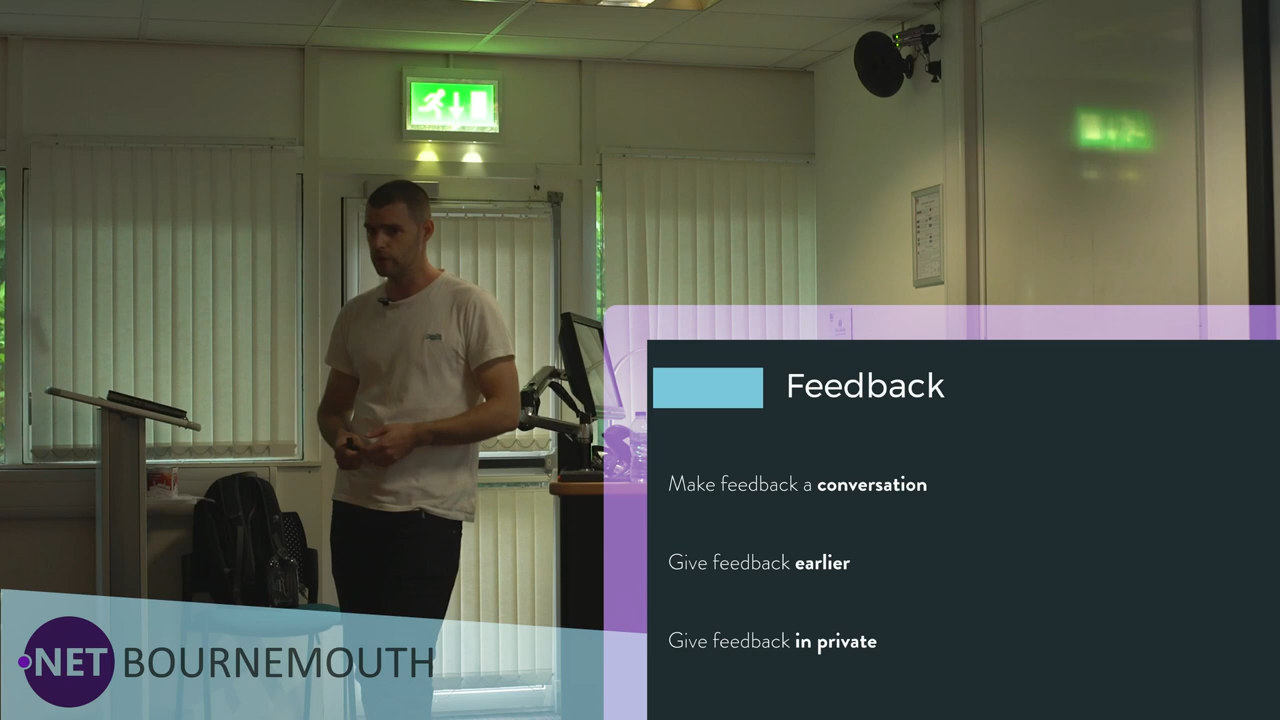 Feedback
Make feedback a conversation
Give feedback earlier
Give feedback in private
.NET BOURNEMOUTH